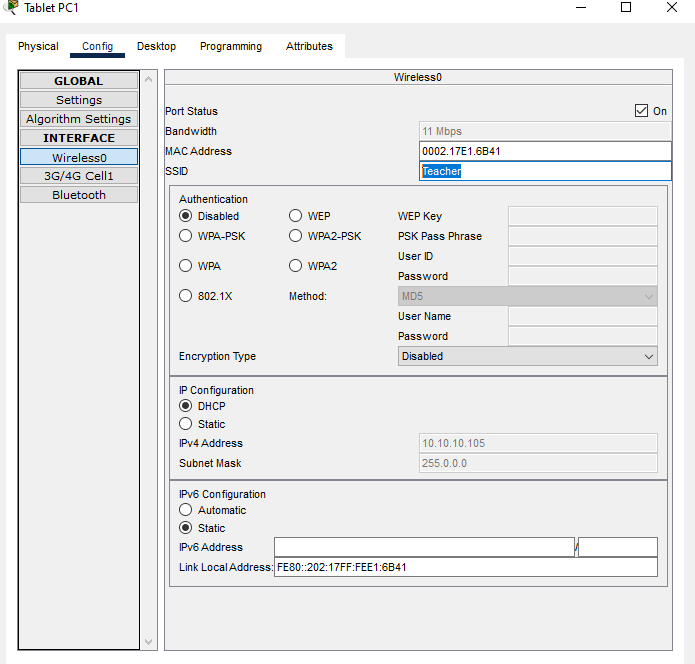 Tablet PC1
Physical Config Desktop Programming Attributes
GLOBAL
Settings
Algorithm Settings
INTERFACE
Wireless0
3G/4G Cell1
Bluetooth
Wireless0
Port Status On
Bandwidth 11 Mbps
MAC Address 0002.17E1.6B41
SSID Teacher
Authentication
Disabled WEP WEP Key
WPA-PSK WPA2-PSK PSK Pass Phrase
User ID
WPA WPA2
Password
802.1X Method: MD5
User Name
Password
Encryption Type Disabled
IP Configuration
DHCP
Static
IPv4 Address 10.10.10.105
Subnet Mask 255.0.0.0
IPv6 Configuration
Automatic
Static
IPv6 Address /
Link Local Address: FE80::202:17FF:FEE1:6B41